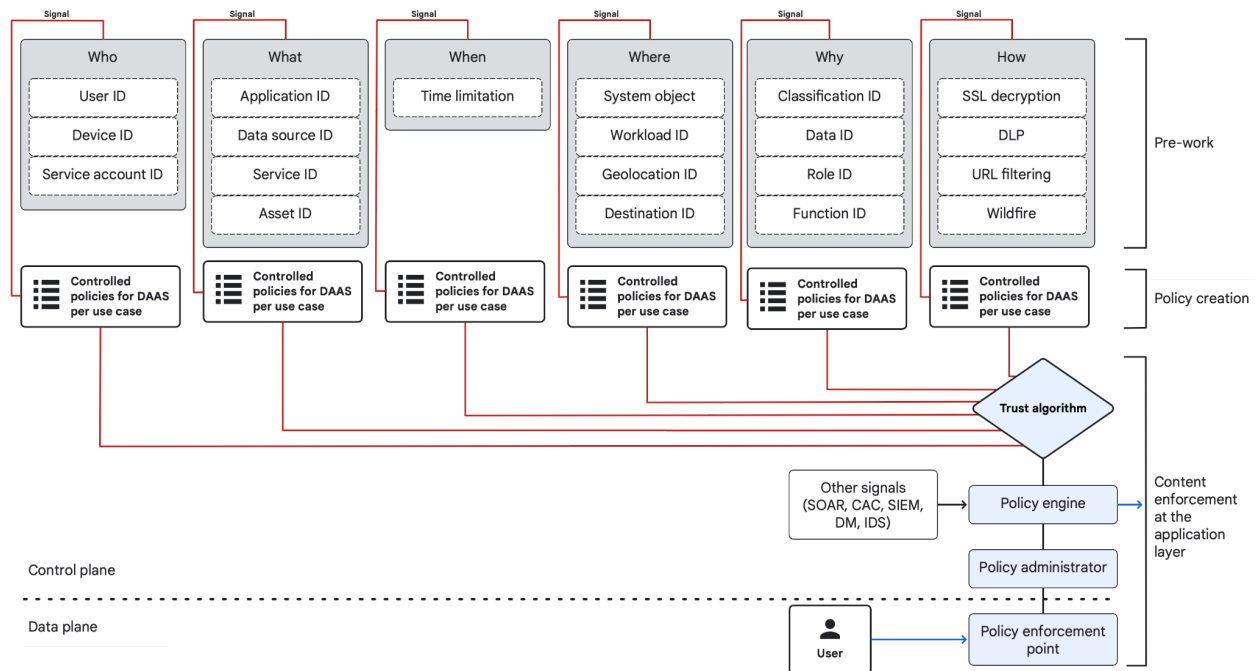 Signal
Signal
Signal
Signal
Signal
Signal
Who
User ID
Device ID
Service account ID
What
Application ID
Data source ID
Service ID
Asset ID
When
Time limitation
Where
System object
Workload ID
Geolocation ID
Destination ID
Why
Classification ID
Data ID
Role ID
Function ID
How
SSL decryption
DLP
URL filtering
Wildfire
Pre-work
Controlled
policies for DAAS
per use case
Controlled
policies for DAAS
per use case
Controlled
policies for DAAS
per use case
Controlled
policies for DAAS
per use case
Controlled
policies for DAAS
per use case
Controlled
policies for DAAS
per use case
Policy creation
Trust algorithm
Other signals
(SOAR, CAC, SIEM,
DM, IDS)
Policy engine
Content
enforcement
at the
application
layer
Control plane
Policy administrator
Data plane
User
Policy enforcement
point